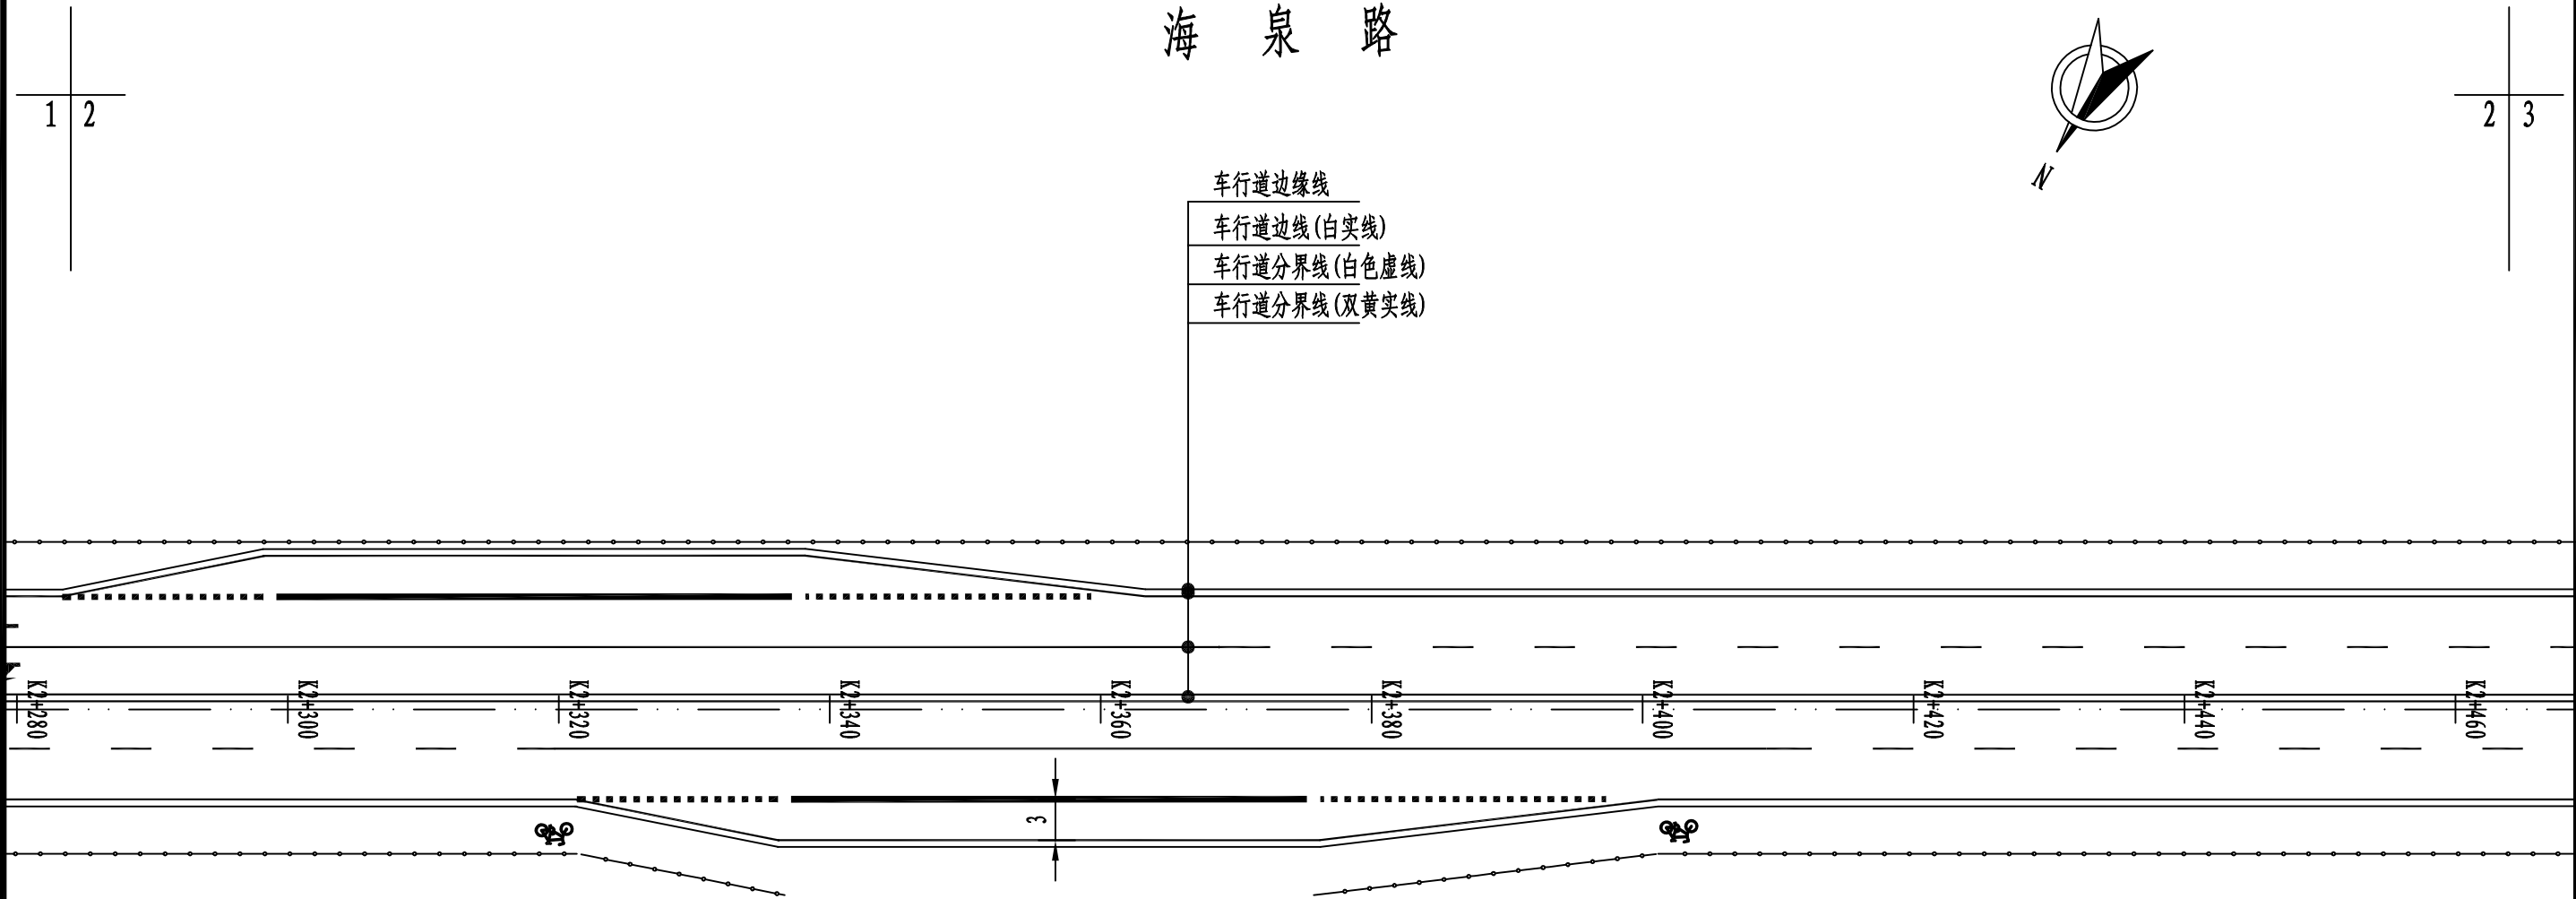 海泉路
1 2
2 3
N
车行道边缘线
车行道边线(白实线)
车行道分界线(白色虚线)
车行道分界线(双黄实线)
K2+280
K2+300
K2+320
K2+340
K2+360
K2+380
K2+400
K2+420
K2+440
K2+460
3